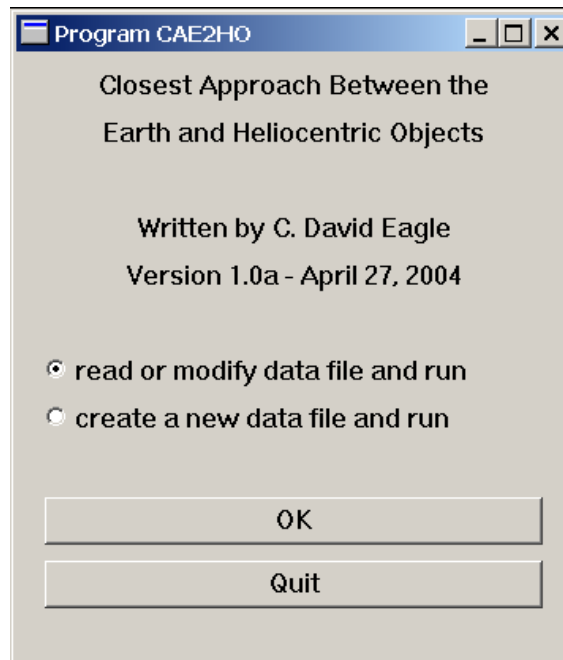 Program CAE2HO
Closest Approach Between the
Earth and Heliocentric Objects
Written by C. David Eagle
Version 1.0a - April 27, 2004
read or modify data file and run
create a new data file and run
OK
Quit